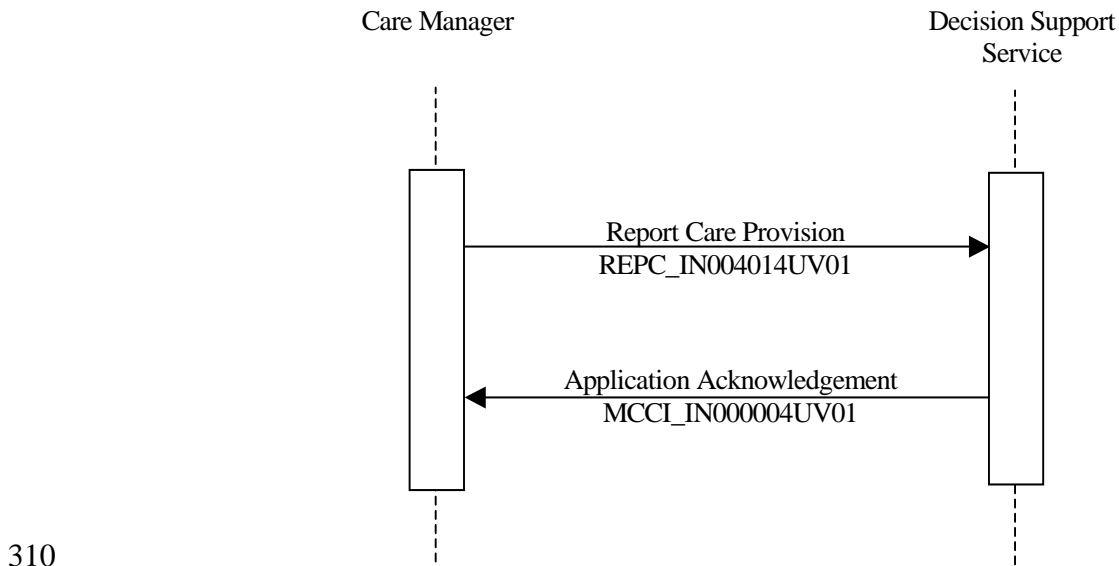 Care Manager
Decision Support
Service
Report Care Provision
REPC_IN004014UV01
Application Acknowledgement
MCCI_IN000004UV01
310